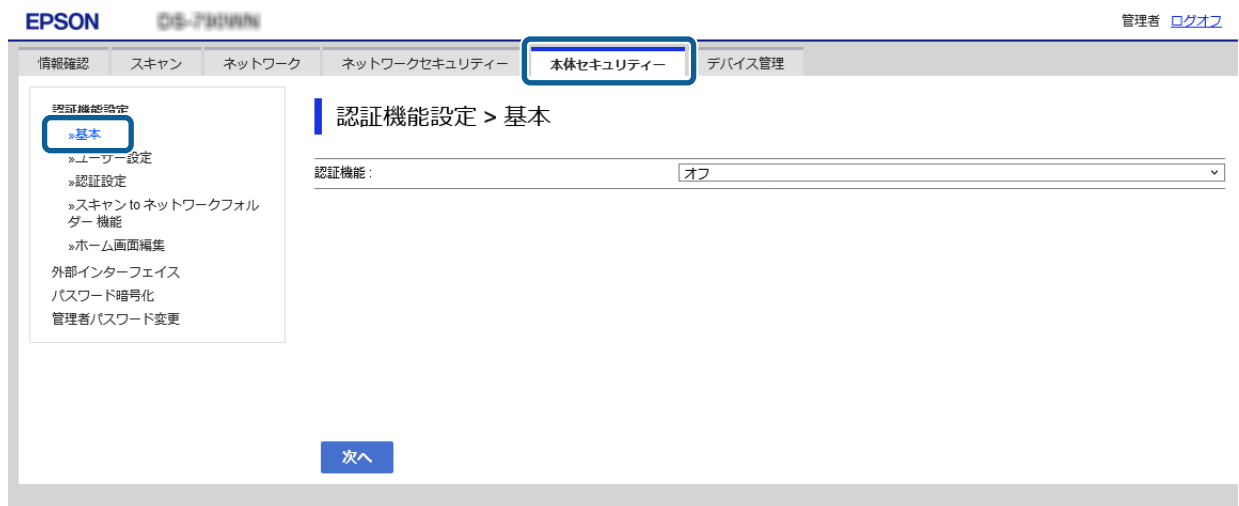 EPSON
管理者 ログオフ
情報確認 スキャン ネットワーク ネットワークセキュリティー 本体セキュリティー デバイス管理
認証機能設定
»基本
»ユーザー設定
»認証設定
»スキャン to ネットワークフォル
ダー 機能
»ホーム画面編集
外部インターフェイス
パスワード暗号化
管理者パスワード変更
認証機能設定 > 基本
認証機能 : オフ
次へ